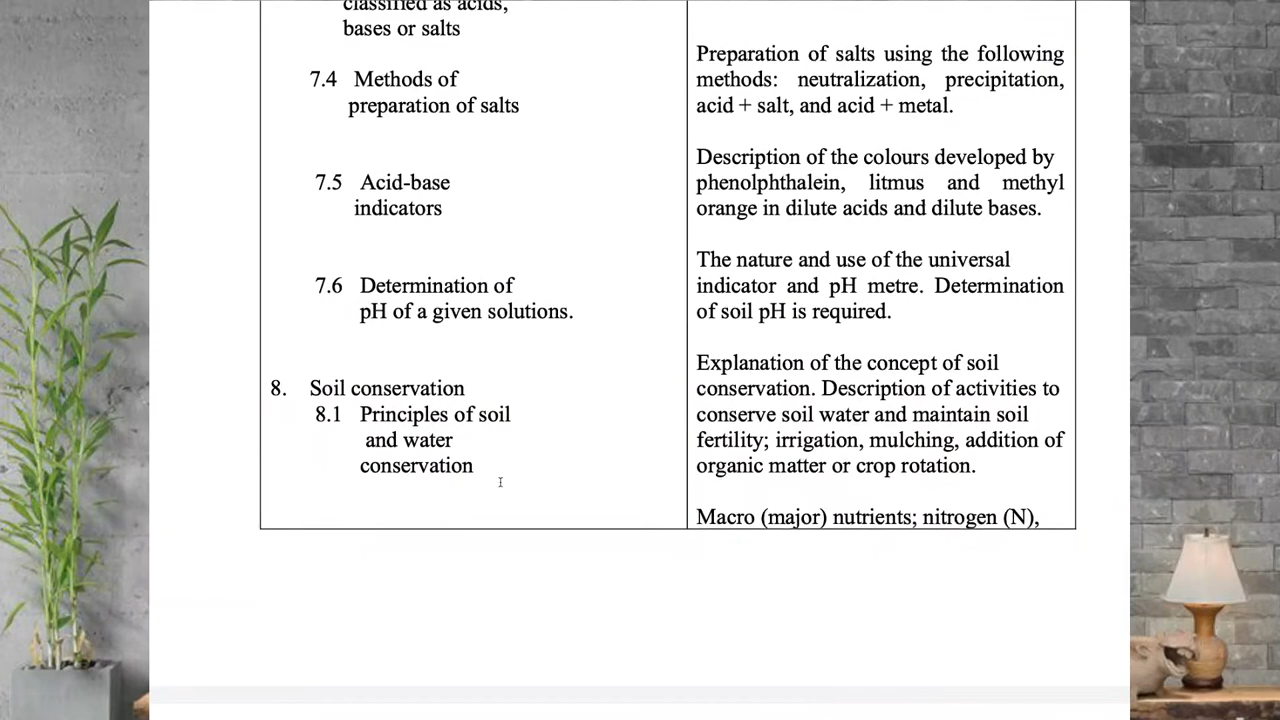 classified as acids,
bases or salts
7.4 Methods of
preparation of salts
Preparation of salts using the following
methods: neutralization, precipitation,
acid + salt, and acid + metal.
7.5 Acid-base
indicators
Description of the colours developed by
phenolphthalein, litmus and methyl
orange in dilute acids and dilute bases.
7.6 Determination of
pH of a given solutions.
The nature and use of the universal
indicator and pH metre. Determination
of soil pH is required.
8. Soil conservation
8.1 Principles of soil
and water
conservation
Explanation of the concept of soil
conservation. Description of activities to
conserve soil water and maintain soil
fertility; irrigation, mulching, addition of
organic matter or crop rotation.
Macro (major) nutrients; nitrogen (N),